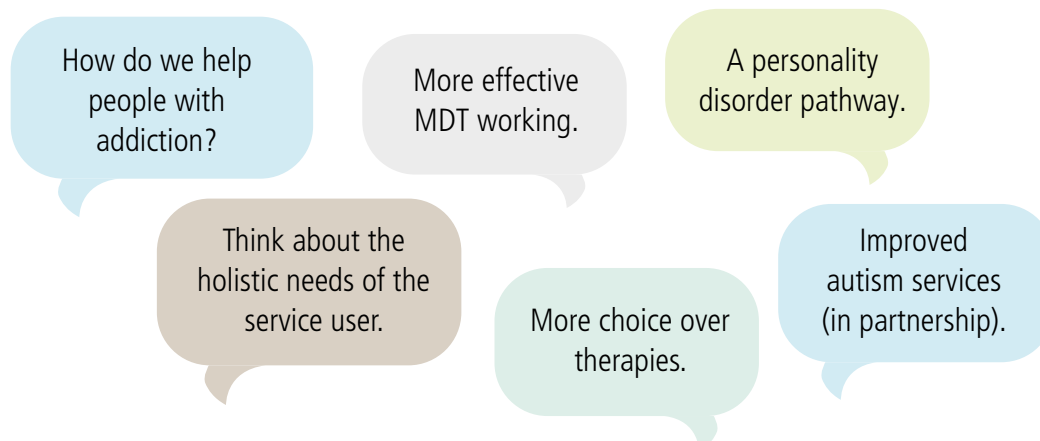 How do we help
people with
addiction?
More effective
MDT working.
A personality
disorder pathway.
Think about the
holistic needs of the
service user.
More choice over
therapies.
Improved
autism services
(in partnership).